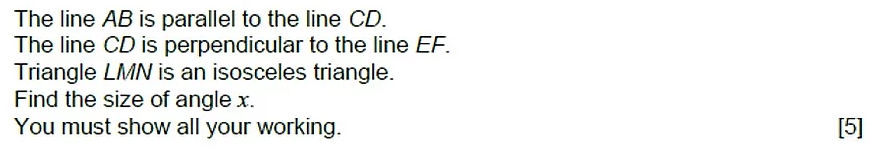 The line AB is parallel to the line CD.
The line CD is perpendicular to the line EF.
Triangle LMN is an isosceles triangle.
Find the size of angle x.
You must show all your working. [5]